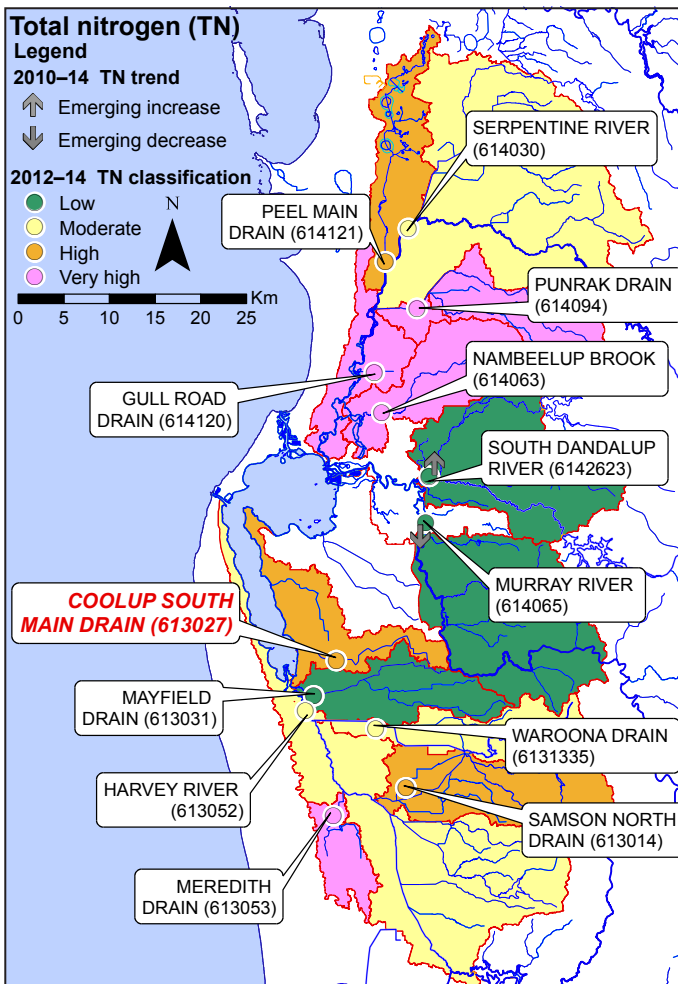 Total nitrogen (TN)
Legend
2010–14 TN trend
Emerging increase
Emerging decrease
2012–14 TN classification
Low
Moderate
High
Very high
N
Km
0 5 10 15 20 25
SERPENTINE RIVER
(614030)
PEEL MAIN
DRAIN (614121)
PUNRAK DRAIN
(614094)
NAMBEELUP BROOK
(614063)
GULL ROAD
DRAIN (614120)
SOUTH DANDALUP
RIVER (6142623)
MURRAY RIVER
(614065)
COOLUP SOUTH
MAIN DRAIN (613027)
MAYFIELD
DRAIN (613031)
WAROONA DRAIN
(6131335)
HARVEY RIVER
(613052)
SAMSON NORTH
DRAIN (613014)
MEREDITH
DRAIN (613053)